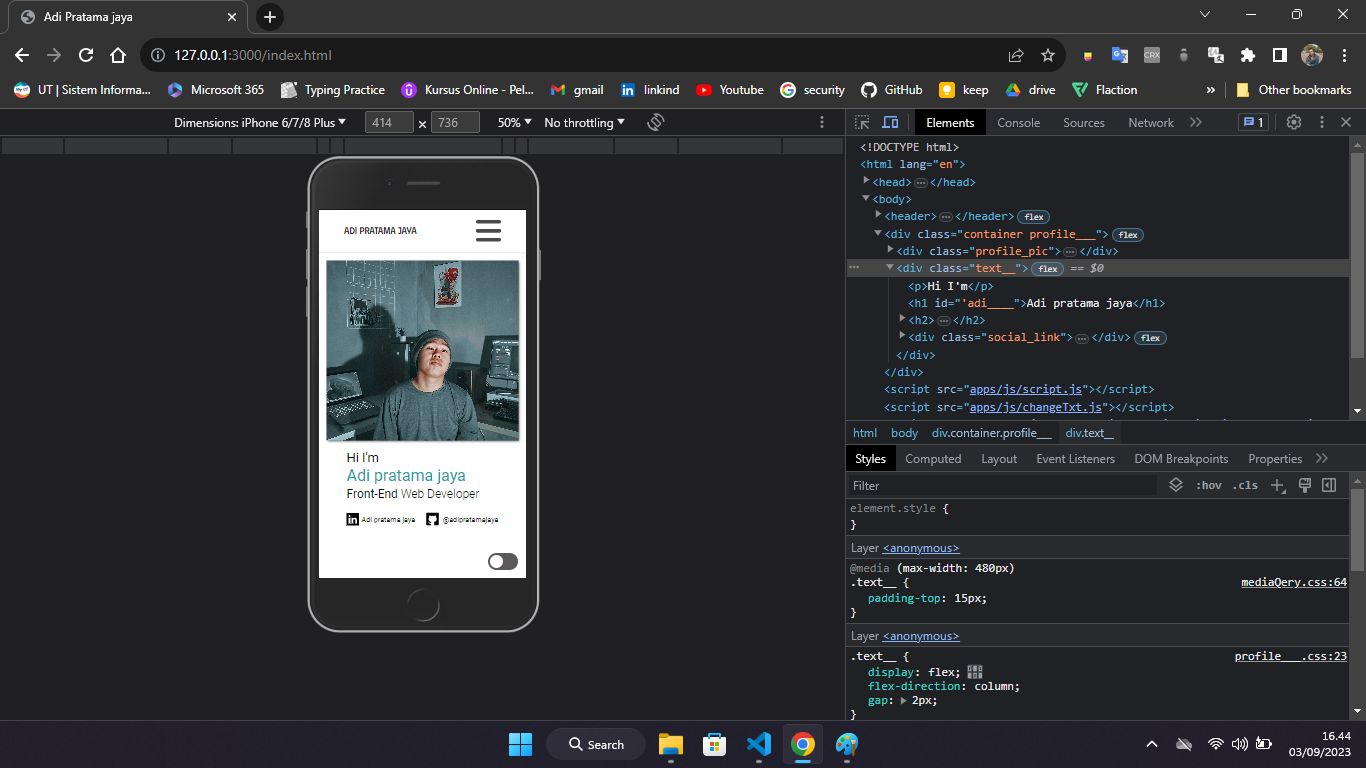 Adi Pratama jaya
127.0.0.1:3000/index.html
CRX
UT | Sistem Informa...
Microsoft 365
Typing Practice
Kursus Online - Pel...
gmail
linkind
Youtube
security
GitHub
keep
drive
Flaction
»
Other bookmarks
Dimensions: iPhone 6/7/8 Plus
414 x 736
50%
No throttling
Elements
Console
Sources
Network
1
<!DOCTYPE html>
<html lang="en">
<head>…</head>
<body>
<header>…</header> flex
<div class="container profile___"> flex
<div class="profile_pic">…</div>
<div class="text__"> flex == $0
<p>Hi I'm</p>
<h1 id="'adi____">Adi pratama jaya</h1>
<h2>…</h2>
<div class="social_link">…</div> flex
</div>
</div>
<script src="apps/js/script.js"></script>
<script src="apps/js/changeTxt.js"></script>
html body div.container.profile___ div.text__
Styles Computed Layout Event Listeners DOM Breakpoints Properties
Filter
:hov .cls
element.style {
}
Layer <anonymous>
@media (max-width: 480px)
.text__ { mediaQery.css:64
padding-top: 15px;
}
Layer <anonymous>
.text__ { profile___.css:23
display: flex;
flex-direction: column;
gap: 2px;
}
ADI PRATAMA JAYA
Hi I'm
Adi pratama jaya
Front-End Web Developer
Adi pratama jaya
@adipratamajaya
Search
16.44
03/09/2023